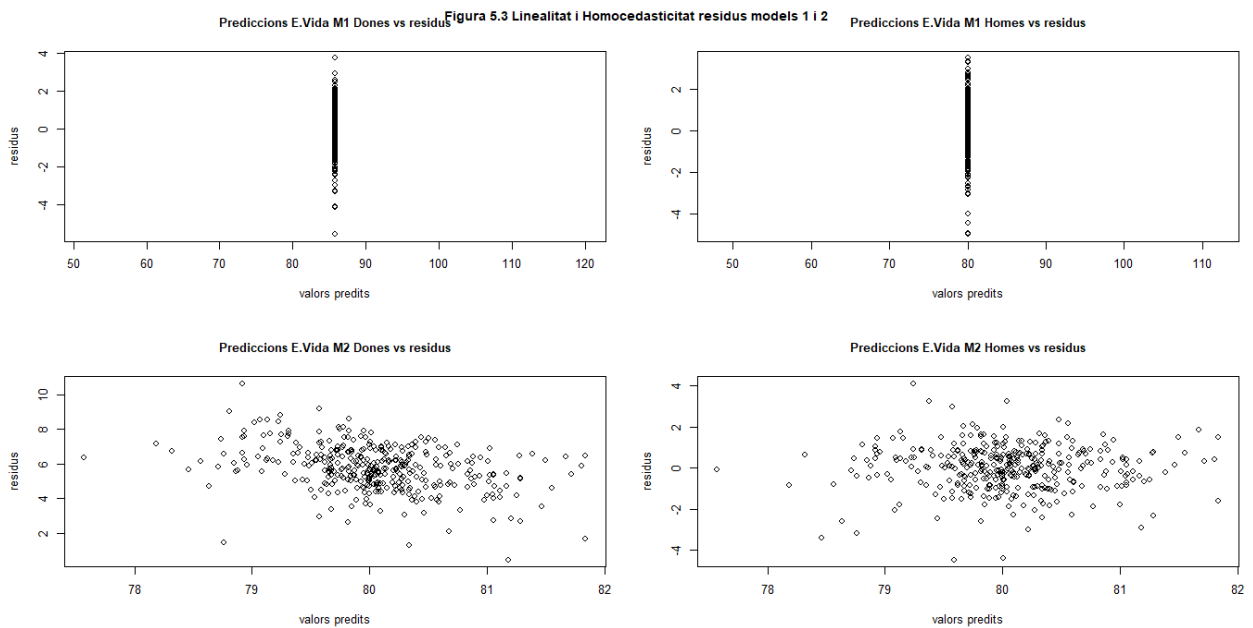 Figura 5.3 Linealitat i Homocedasticitat residus models 1 i 2
Prediccions E.Vida M1 Dones vs residus
residus
4
2
0
-2
-4
50 60 70 80 90 100 110 120
valors predits
Prediccions E.Vida M1 Homes vs residus
residus
2
0
-2
-4
50 60 70 80 90 100 110
valors predits
Prediccions E.Vida M2 Dones vs residus
residus
10
8
6
4
2
78 79 80 81 82
valors predits
Prediccions E.Vida M2 Homes vs residus
residus
4
2
0
-2
-4
78 79 80 81 82
valors predits